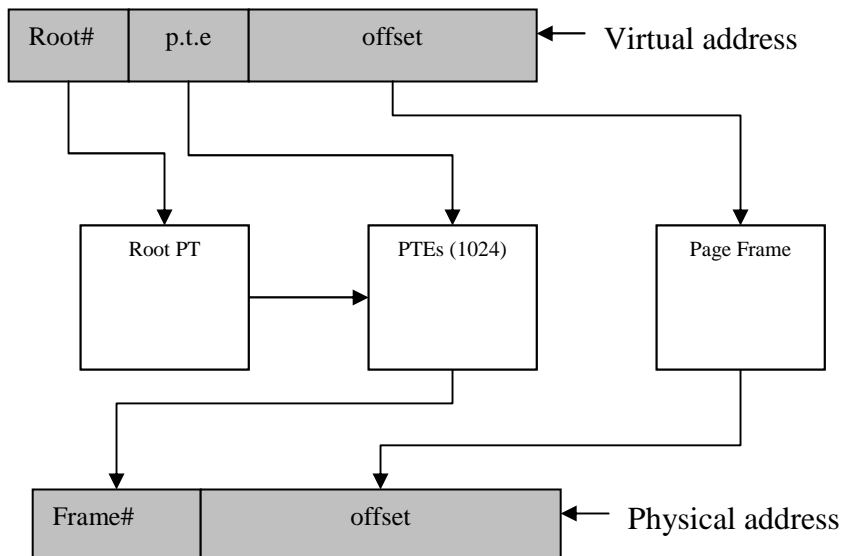 Root# p.t.e offset Virtual address
Root PT PTEs (1024) Page Frame
Frame# offset Physical address